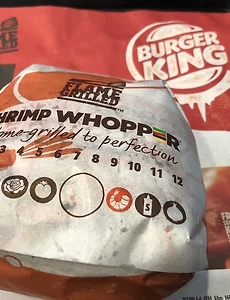 BURGER
KING
FLAME
GRILLED
HRIMP WHOPPER
ome-grilled to perfection
3 4 5 6 7 8 9 10 11 12